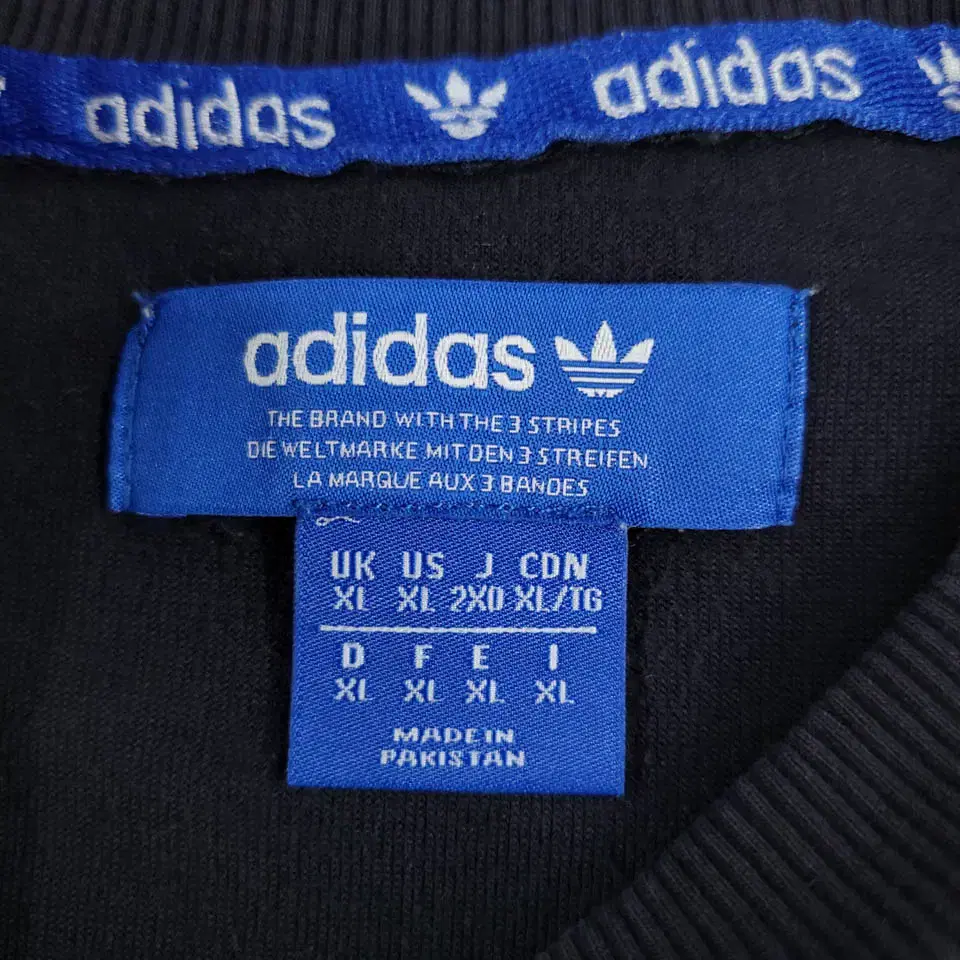 adidas adidas
adidas
THE BRAND WITH THE 3 STRIPES
DIE WELTMARKE MIT DEN 3 STREIFEN
LA MARQUE AUX 3 BANDES
UK US J CDN
XL XL 2XO XL/TG
D F E I
XL XL XL XL
MADE IN
PAKISTAN